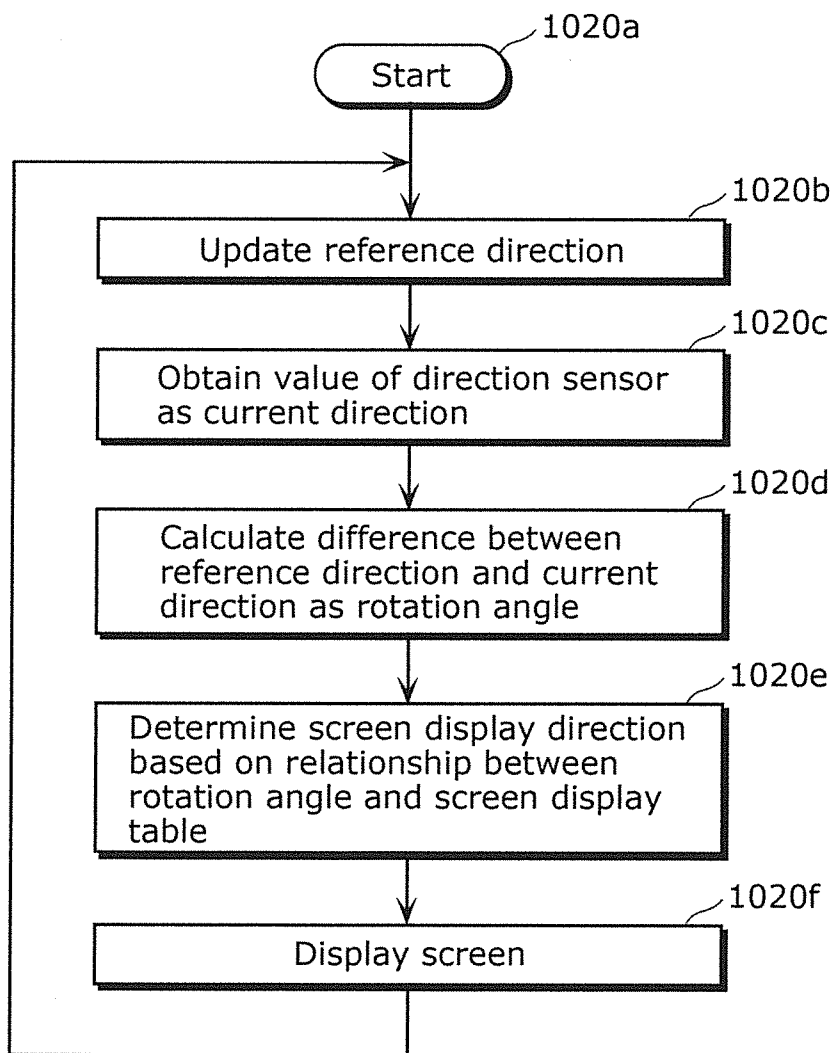 1020a
Start
1020b
Update reference direction
1020c
Obtain value of direction sensor
as current direction
1020d
Calculate difference between
reference direction and current
direction as rotation angle
1020e
Determine screen display direction
based on relationship between
rotation angle and screen display
table
1020f
Display screen